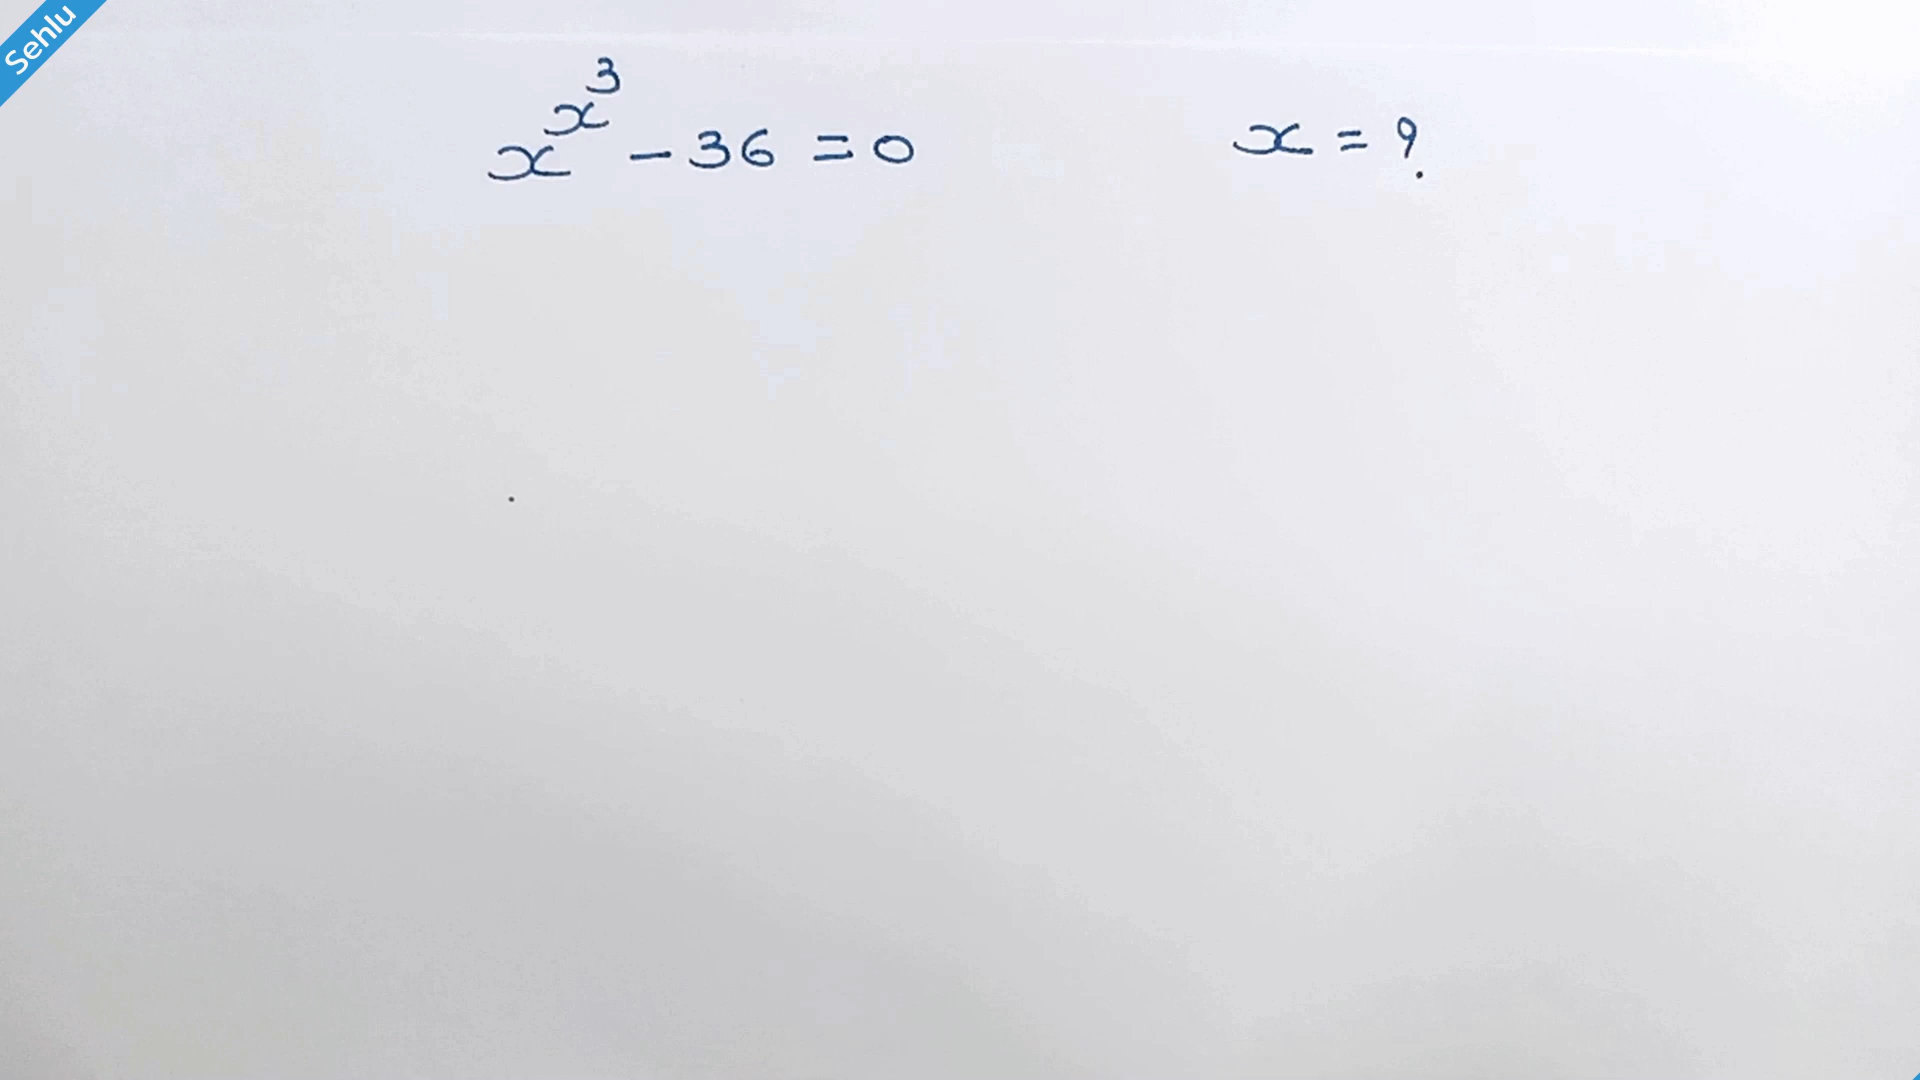 Sehlu
x^{x^3} - 36 = 0    x = ?